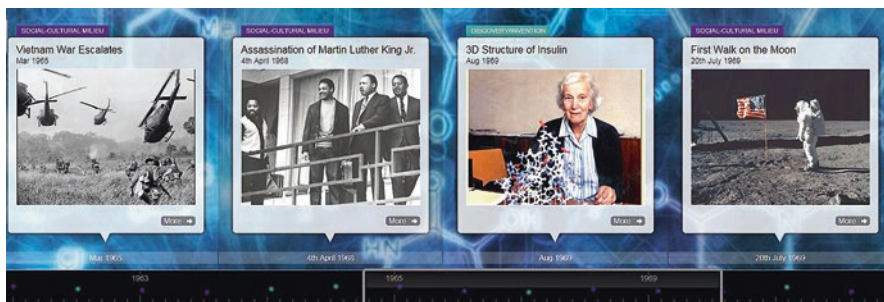 SOCIAL-CULTURAL MILIEU
Vietnam War Escalates
Mar 1965
More
SOCIAL-CULTURAL MILIEU
Assassination of Martin Luther King Jr.
4th April 1968
More
DISCOVERY/INVENTION
3D Structure of Insulin
Aug 1969
More
SOCIAL-CULTURAL MILIEU
First Walk on the Moon
20th July 1969
More
HN
Mar 1965
4th April 1968
Aug 1969
20th July 1969
1963
1965
1969